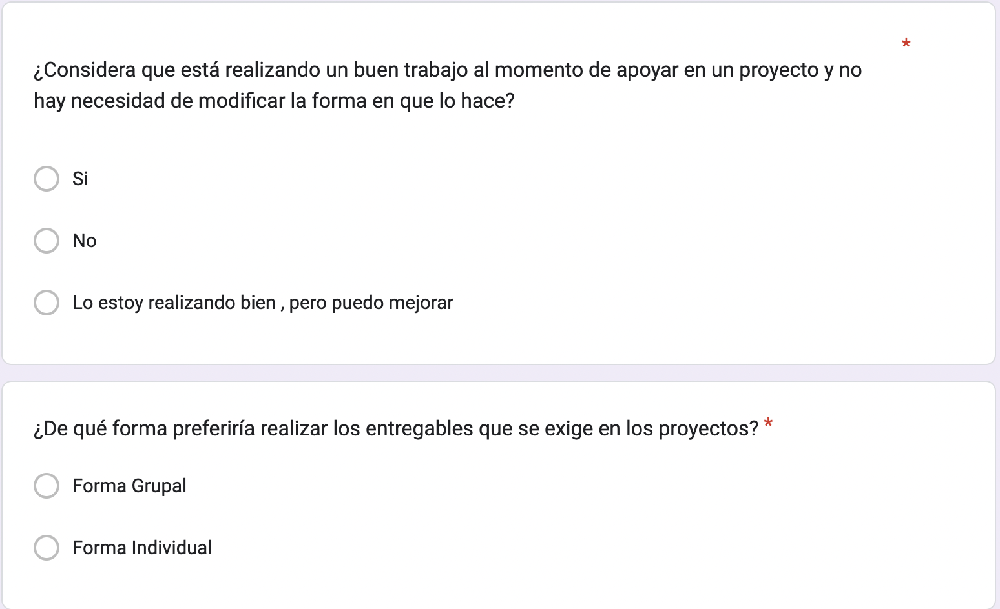 *
¿Considera que está realizando un buen trabajo al momento de apoyar en un proyecto y no
hay necesidad de modificar la forma en que lo hace?
Si
No
Lo estoy realizando bien , pero puedo mejorar
¿De qué forma preferiría realizar los entregables que se exige en los proyectos? *
Forma Grupal
Forma Individual